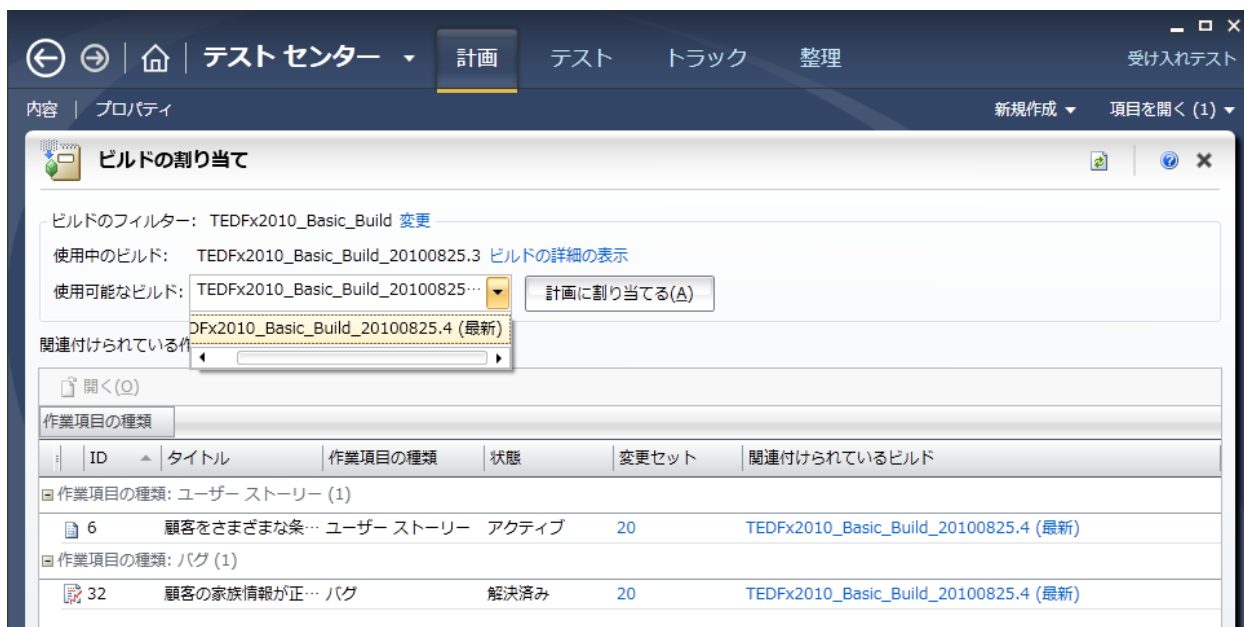 テスト センター 計画 テスト トラック 整理 受け入れテスト
内容 | プロパティ 新規作成 項目を開く (1)
ビルドの割り当て
ビルドのフィルター: TEDFx2010_Basic_Build 変更
使用中のビルド: TEDFx2010_Basic_Build_20100825.3 ビルドの詳細の表示
使用可能なビルド: TEDFx2010_Basic_Build_20100825… 計画に割り当てる(A)
DFx2010_Basic_Build_20100825.4 (最新)
関連付けられている作
開く(O)
作業項目の種類
ID タイトル 作業項目の種類 状態 変更セット 関連付けられているビルド
作業項目の種類: ユーザー ストーリー (1)
6 顧客をさまざまな条… ユーザー ストーリー アクティブ 20 TEDFx2010_Basic_Build_20100825.4 (最新)
作業項目の種類: バグ (1)
32 顧客の家族情報が正… バグ 解決済み 20 TEDFx2010_Basic_Build_20100825.4 (最新)